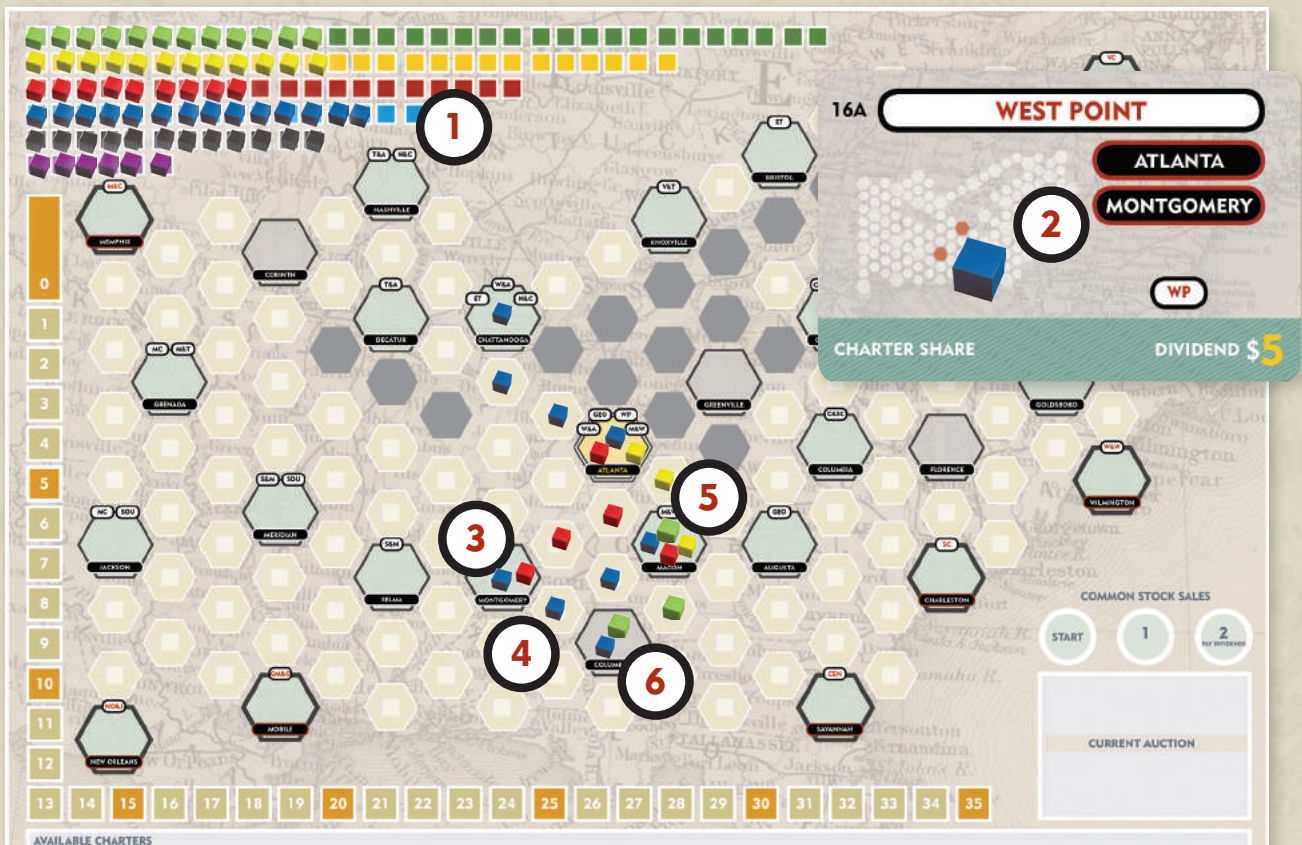 1
VC
16A
WEST POINT
ATLANTA
MONTGOMERY
2
WP
CHARTER SHARE
DIVIDEND $5
ET
BRISTOL
T&A N&C
NASHVILLE
M&C
MEMPHIS
V&T
KNOXVILLE
CORINTH
T&A
DECATUR
W&A
ET N&C
CHATTANOOGA
MC M&T
GRENADA
GREENVILLE
GOLDSBORO
GEO WP
W&A M&W
ATLANTA
C&SC
COLUMBIA
FLORENCE
W&W
WILMINGTON
S&M SOU
MERIDIAN
MC SOU
JACKSON
S&M
SELMA
3
MONTGOMERY
5
MACON
GEO
AUGUSTA
SC
CHARLESTON
4
6
GM&O
MOBILE
NO&J
NEW ORLEANS
CEN
SAVANNAH
COMMON STOCK SALES
START
1
2
PAY DIVIDENDS
CURRENT AUCTION
0
1
2
3
4
5
6
7
8
9
10
11
12
13 14 15 16 17 18 19 20 21 22 23 24 25 26 27 28 29 30 31 32 33 34 35
AVAILABLE CHARTERS